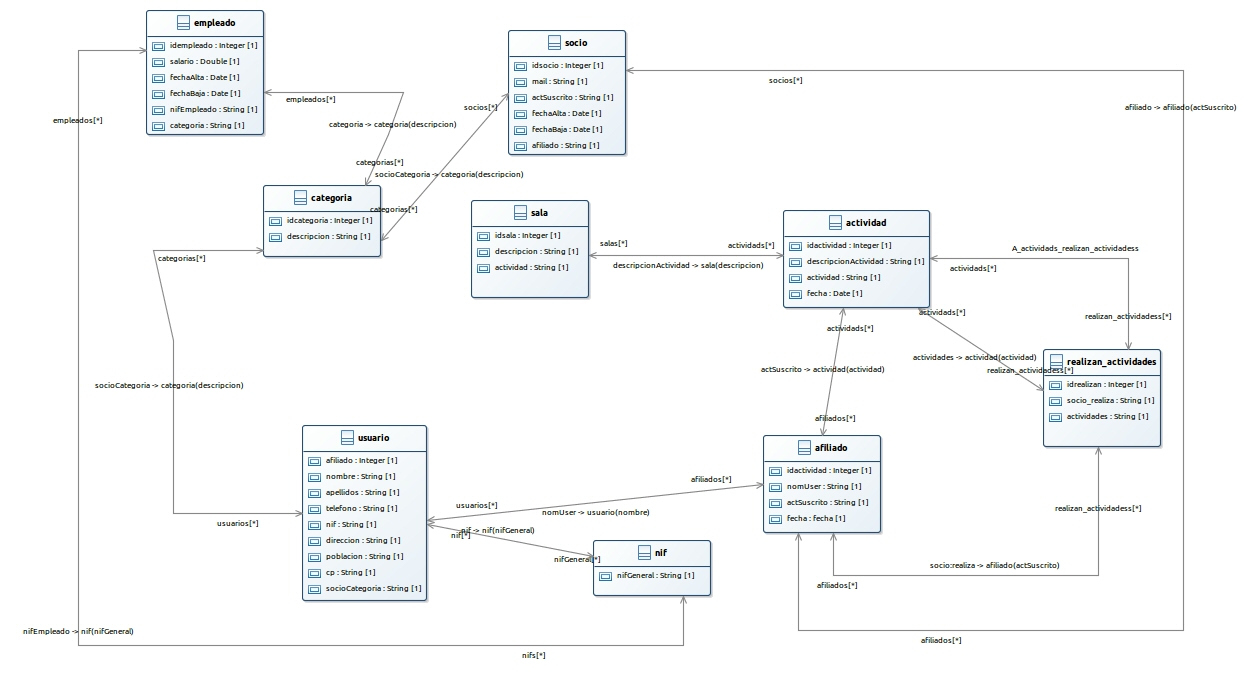 empleado
idempleado : Integer [1]
salario : Double [1]
fechaAlta : Date [1]
fechaBaja : Date [1]
nifEmpleado : String [1]
categoria : String [1]
socio
idsocio : Integer [1]
mail : String [1]
actSuscrito : String [1]
fechaAlta : Date [1]
fechaBaja : Date [1]
afiliado : String [1]
socios[*]
afiliado -> afiliado(actSuscrito)
empleados[*]
empleados[*]
socios[*]
categoria -> categoria(descripcion)
categorias[*]
socioCategoria -> categoria(descripcion)
categoria
idcategoria : Integer [1]
descripcion : String [1]
categorias[*]
categorias[*]
sala
idsala : Integer [1]
descripcion : String [1]
actividad : String [1]
salas[*]
actividads[*]
descripcionActividad -> sala(descripcion)
actividad
idactividad : Integer [1]
descripcionActividad : String [1]
actividad : String [1]
fecha : Date [1]
A_actividads_realizan_actividadess
actividads[*]
realizan_actividadess[*]
actividads[*]
actividads[*]
actividades -> actividad(actividad)
realizan_actividadess[*]
realizan_actividades
idrealizan : Integer [1]
socio_realiza : String [1]
actividades : String [1]
actSuscrito -> actividad(actividad)
afiliados[*]
socioCategoria -> categoria(descripcion)
usuario
afiliado : Integer [1]
nombre : String [1]
apellidos : String [1]
telefono : String [1]
nif : String [1]
direccion : String [1]
poblacion : String [1]
cp : String [1]
socioCategoria : String [1]
usuarios[*]
afiliado
idactividad : Integer [1]
nomUser : String [1]
actSuscrito : String [1]
fecha : fecha [1]
afiliados[*]
usuarios[*]
nomUser -> usuario(nombre)
nif -> nif(nifGeneral)
nif[*]
nifGeneral[*]
nif
nifGeneral : String [1]
realizan_actividadess[*]
socio:realiza -> afiliado(actSuscrito)
afiliados[*]
nifEmpleado -> nif(nifGeneral)
afiliados[*]
nifs[*]